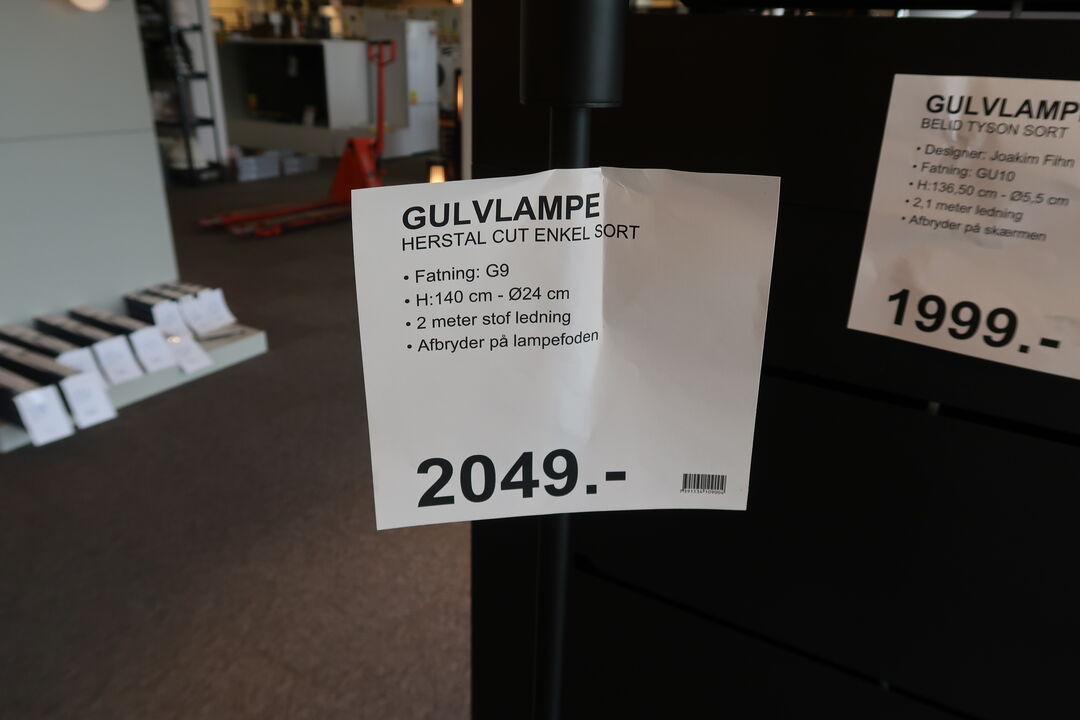 GULVLAMPE
HERSTAL CUT ENKEL SORT
• Fatning: G9
• H:140 cm - Ø24 cm
• 2 meter stof ledning
• Afbryder på lampefoden
2049.-
GULVLAMPE
BELID TYSON SORT
• Designer: Joakim Fihn
• Fatning: GU10
• H:136,50 cm - Ø5,5 cm
• 2,1 meter ledning
• Afbryder på skærmen
1999.-